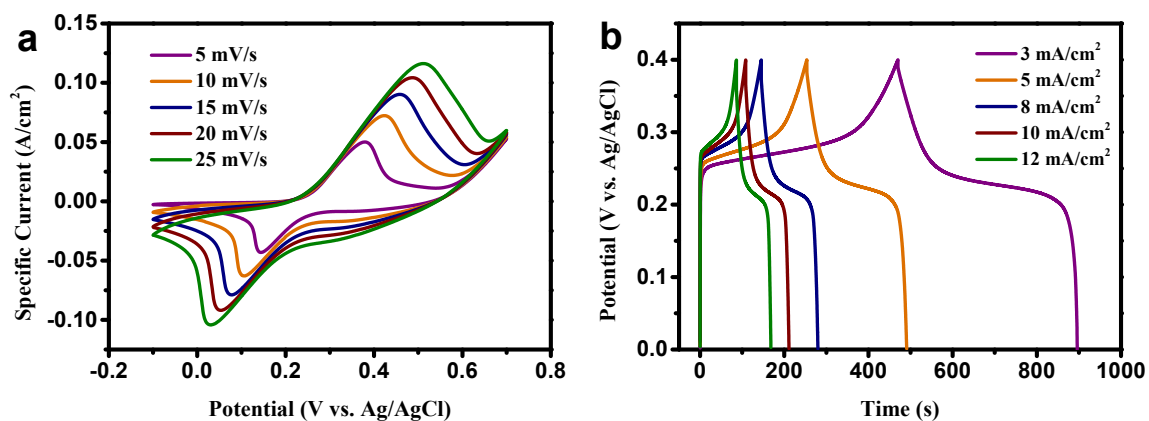 a
5 mV/s
10 mV/s
15 mV/s
20 mV/s
25 mV/s
0.15
0.10
0.05
0.00
-0.05
-0.10
Specific Current (A/cm²)
-0.2
0.0
0.2
0.4
0.6
0.8
Potential (V vs. Ag/AgCl)
b
3 mA/cm²
5 mA/cm²
8 mA/cm²
10 mA/cm²
12 mA/cm²
0.4
0.3
0.2
0.1
0.0
Potential (V vs. Ag/AgCl)
0
200
400
600
800
1000
Time (s)